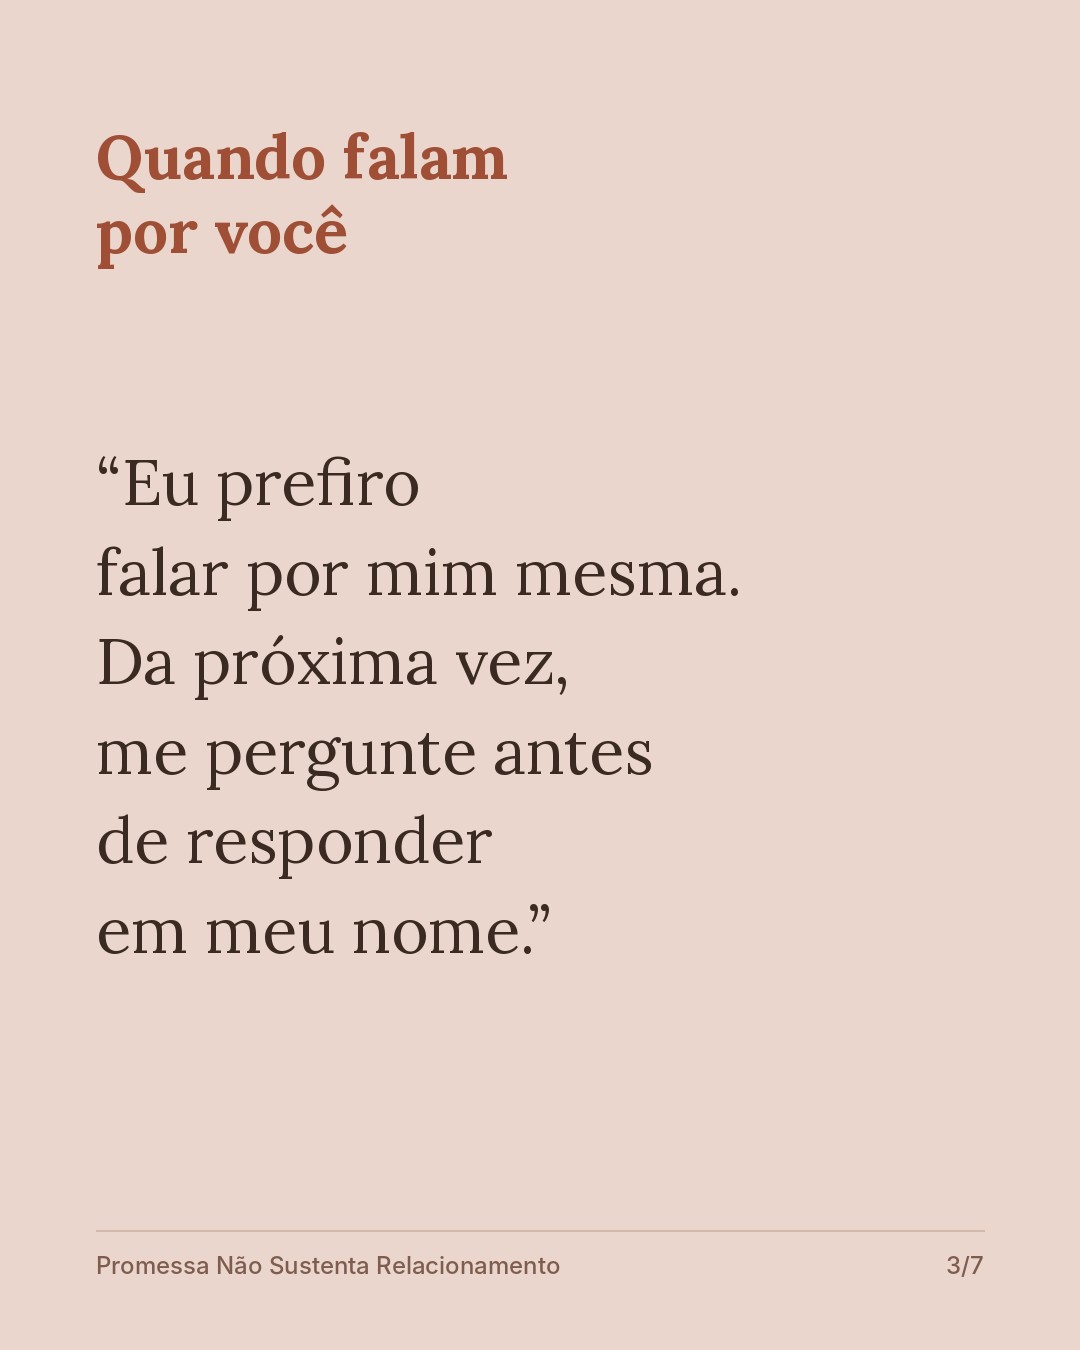 Quando falam
por você
“Eu prefiro
falar por mim mesma.
Da próxima vez,
me pergunte antes
de responder
em meu nome.”
Promessa Não Sustenta Relacionamento
3/7